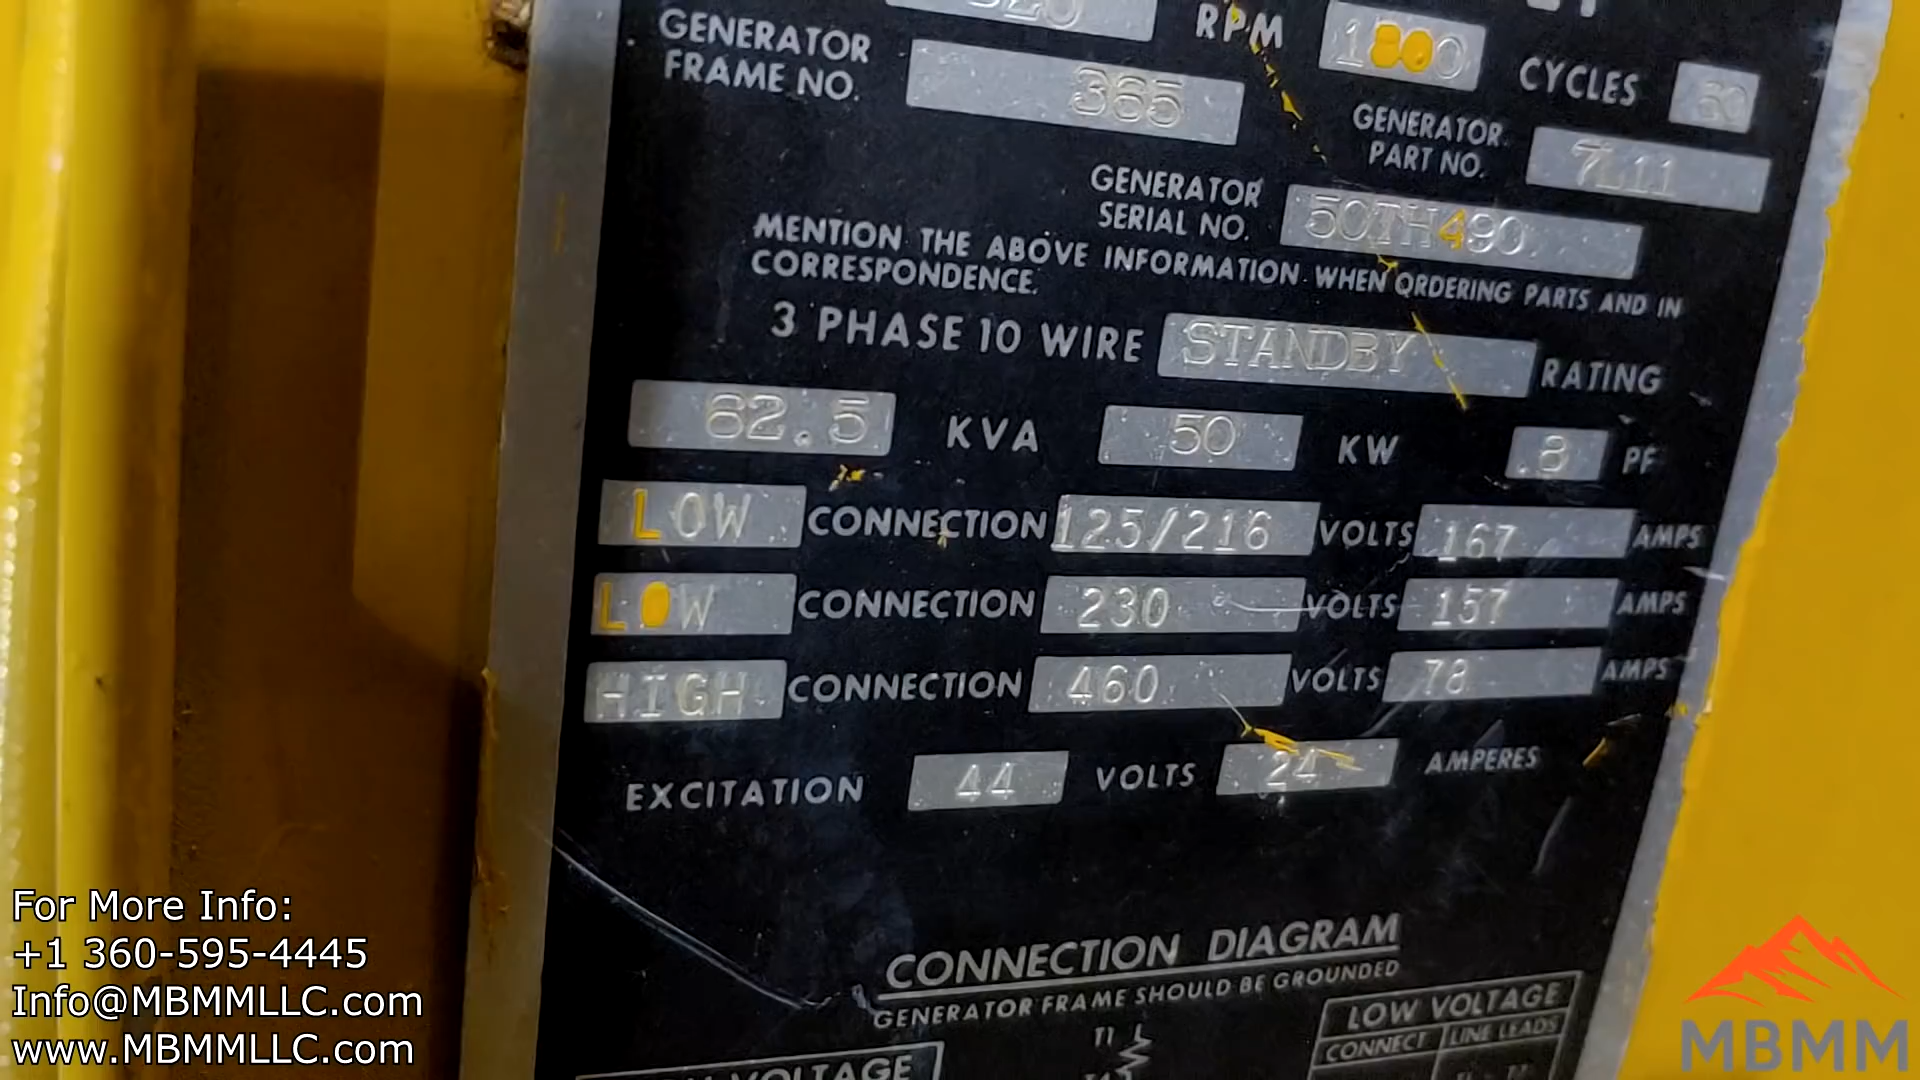 RPM 1800 CYCLES 60
GENERATOR FRAME NO. 365
GENERATOR PART NO. 7L11
GENERATOR SERIAL NO. 50TH490
MENTION THE ABOVE INFORMATION WHEN ORDERING PARTS AND IN
CORRESPONDENCE.
3 PHASE 10 WIRE STANDBY RATING
62.5 KVA 50 KW .8 PF
LOW CONNECTION 125/216 VOLTS 167 AMPS
LOW CONNECTION 230 VOLTS 157 AMPS
HIGH CONNECTION 460 VOLTS 78 AMPS
EXCITATION 44 VOLTS 24 AMPERES
CONNECTION DIAGRAM
GENERATOR FRAME SHOULD BE GROUNDED
LOW VOLTAGE
CONNECT LINE LEADS
T1
VOLTAGE
For More Info:
+1 360-595-4445
Info@MBMMLLC.com
www.MBMMLLC.com
MBMM